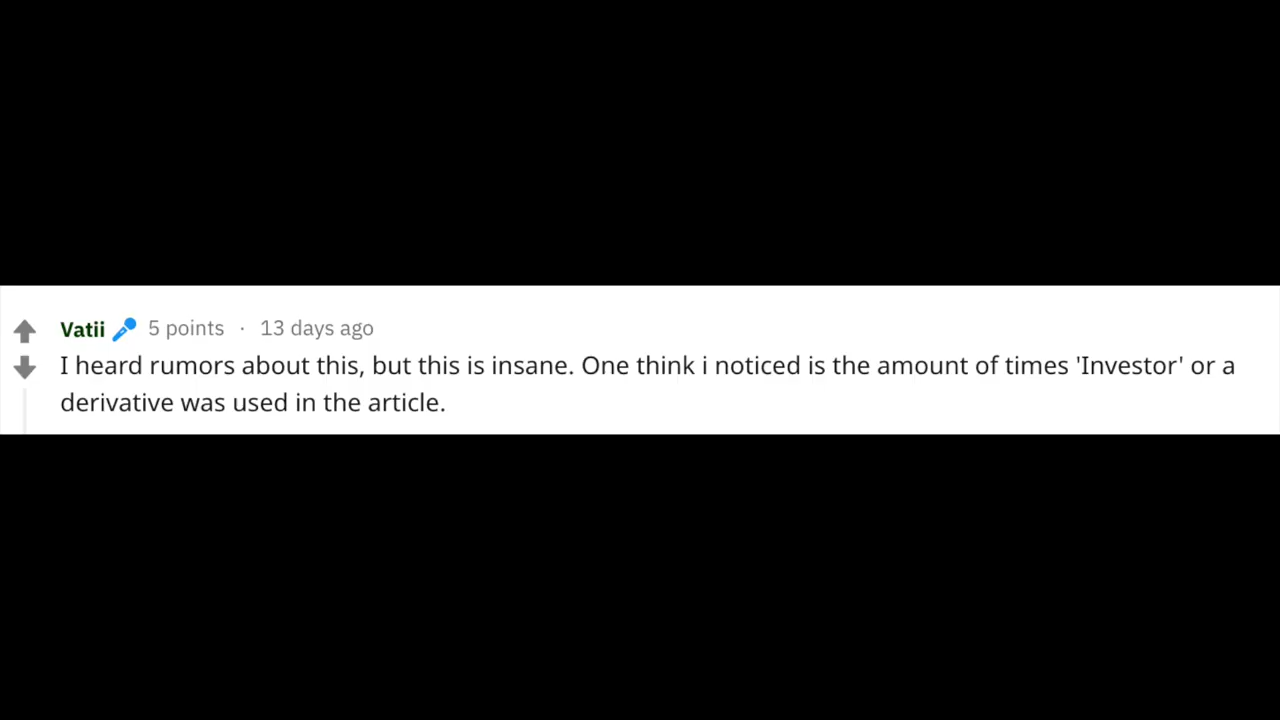 Vatii 5 points · 13 days ago
I heard rumors about this, but this is insane. One think i noticed is the amount of times 'Investor' or a
derivative was used in the article.